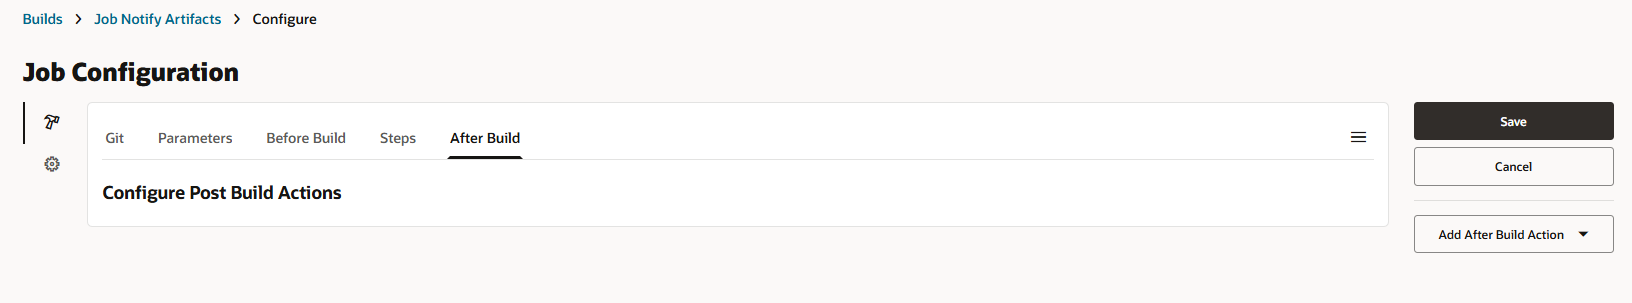 Builds > Job Notify Artifacts > Configure
Job Configuration
Git Parameters Before Build Steps After Build
Configure Post Build Actions
Save
Cancel
Add After Build Action